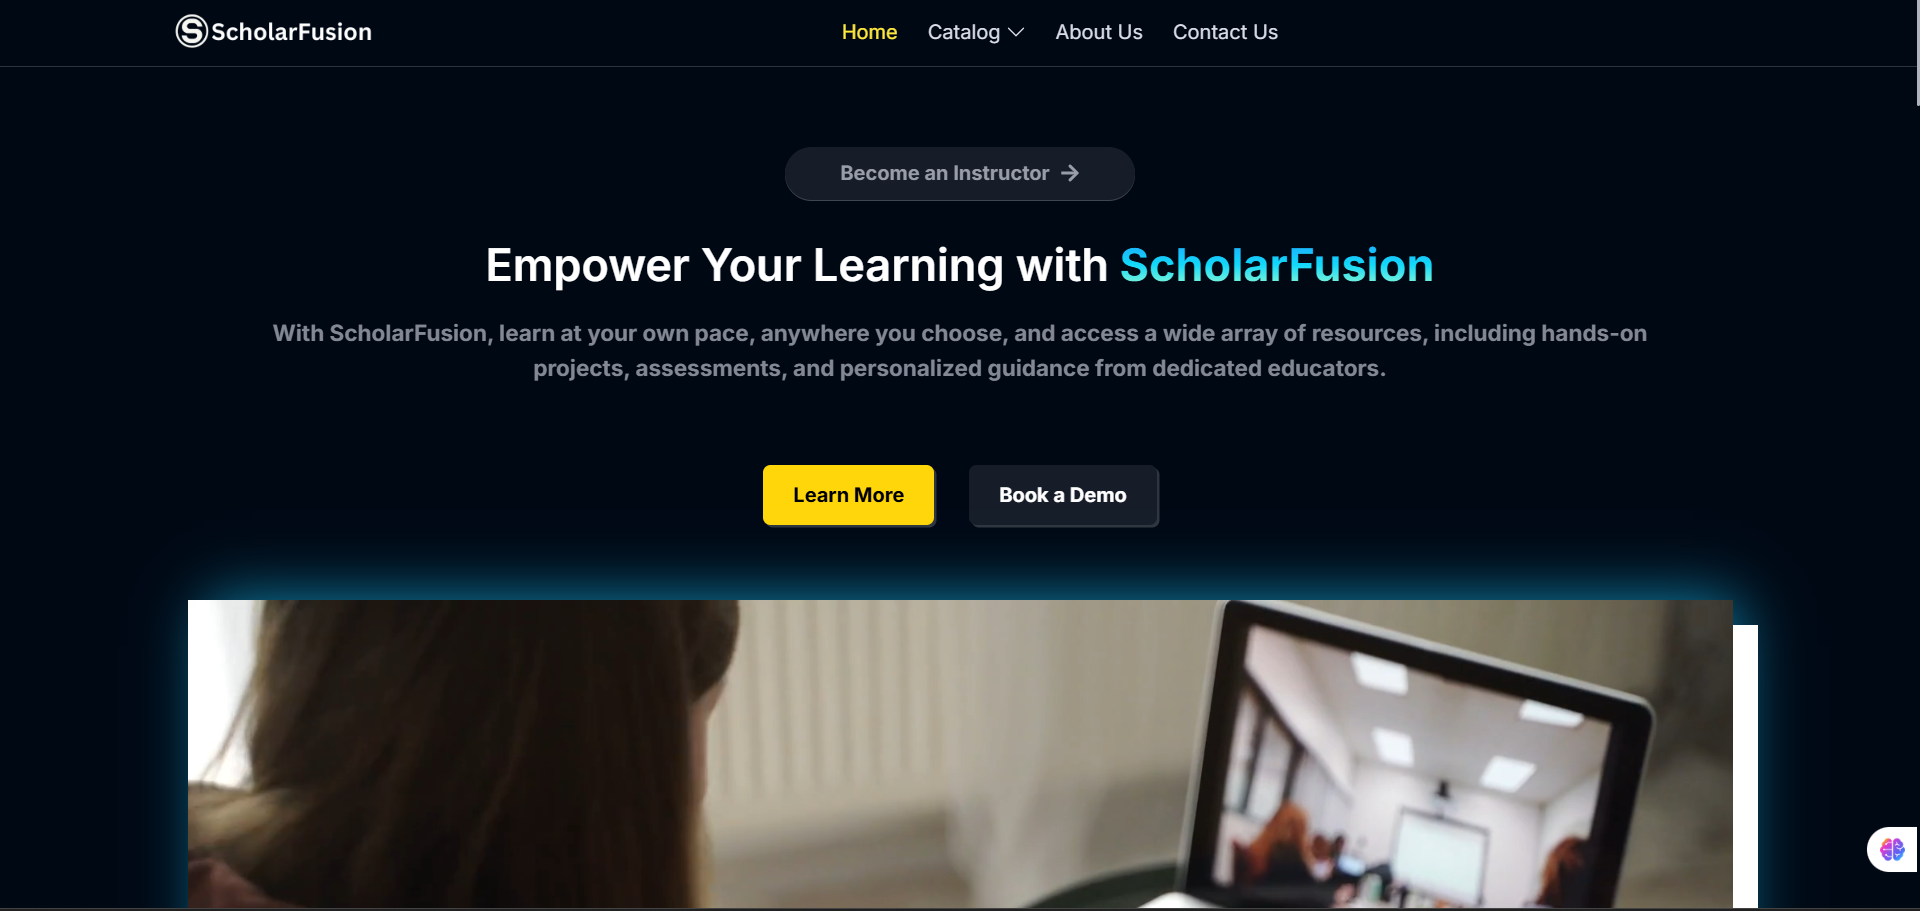 ScholarFusion
Home Catalog About Us Contact Us
Become an Instructor →
Empower Your Learning with ScholarFusion
With ScholarFusion, learn at your own pace, anywhere you choose, and access a wide array of resources, including hands-on
projects, assessments, and personalized guidance from dedicated educators.
Learn More Book a Demo